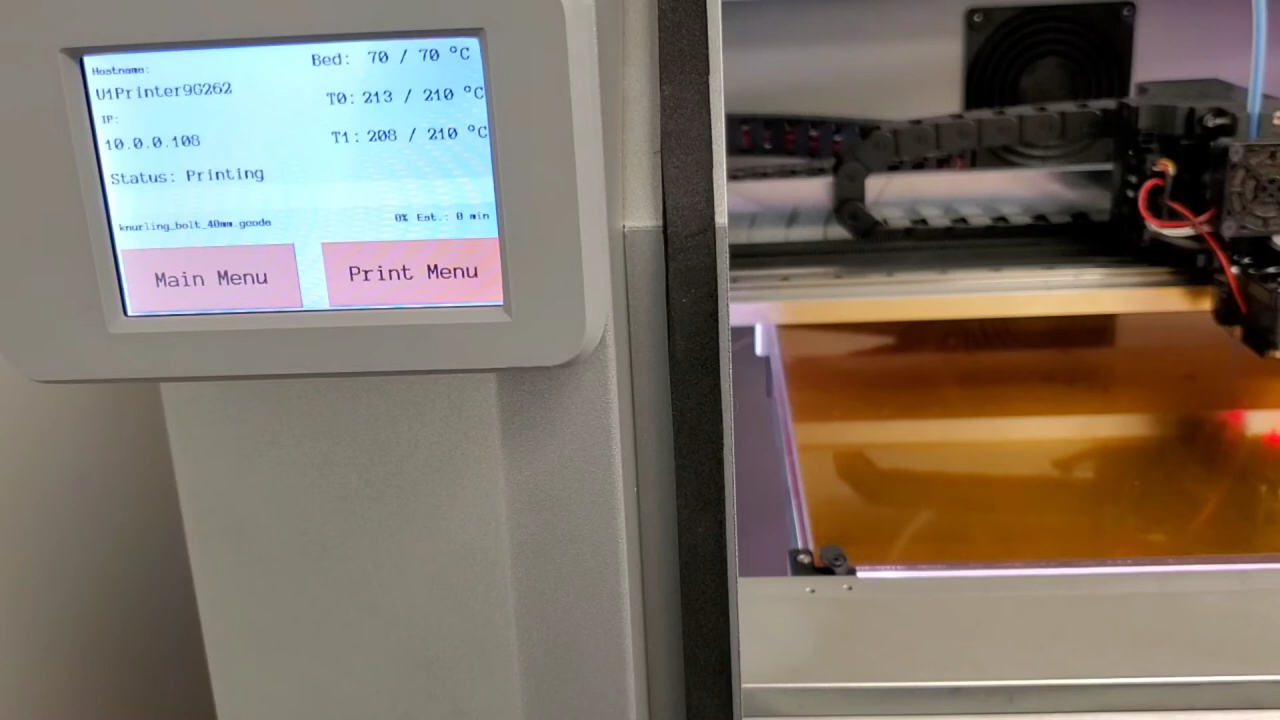 Hostname:
U1Printer9G262
IP:
10.0.0.108
Status: Printing
Bed: 70 / 70 °C
T0: 213 / 210 °C
T1: 208 / 210 °C
knurling_bolt_40mm.gcode
0% Est.: 0 min
Main Menu
Print Menu